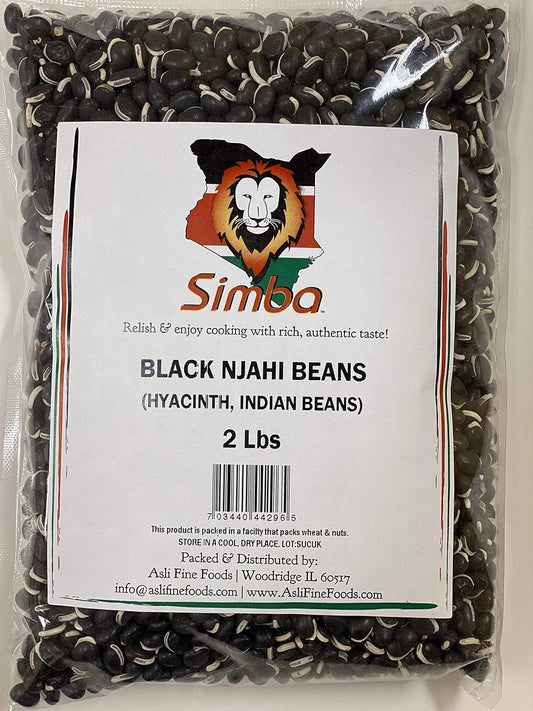 Simba™
Relish & enjoy cooking with rich, authentic taste!
BLACK NJAHI BEANS
(HYACINTH, INDIAN BEANS)
2 Lbs
7 03440 44296 5
This product is packed in a facilty that packs wheat & nuts.
STORE IN A COOL, DRY PLACE. LOT:SUCUK
Packed & Distributed by:
Asli Fine Foods | Woodridge IL 60517
info@aslifinefoods.com | www.AsliFineFoods.com